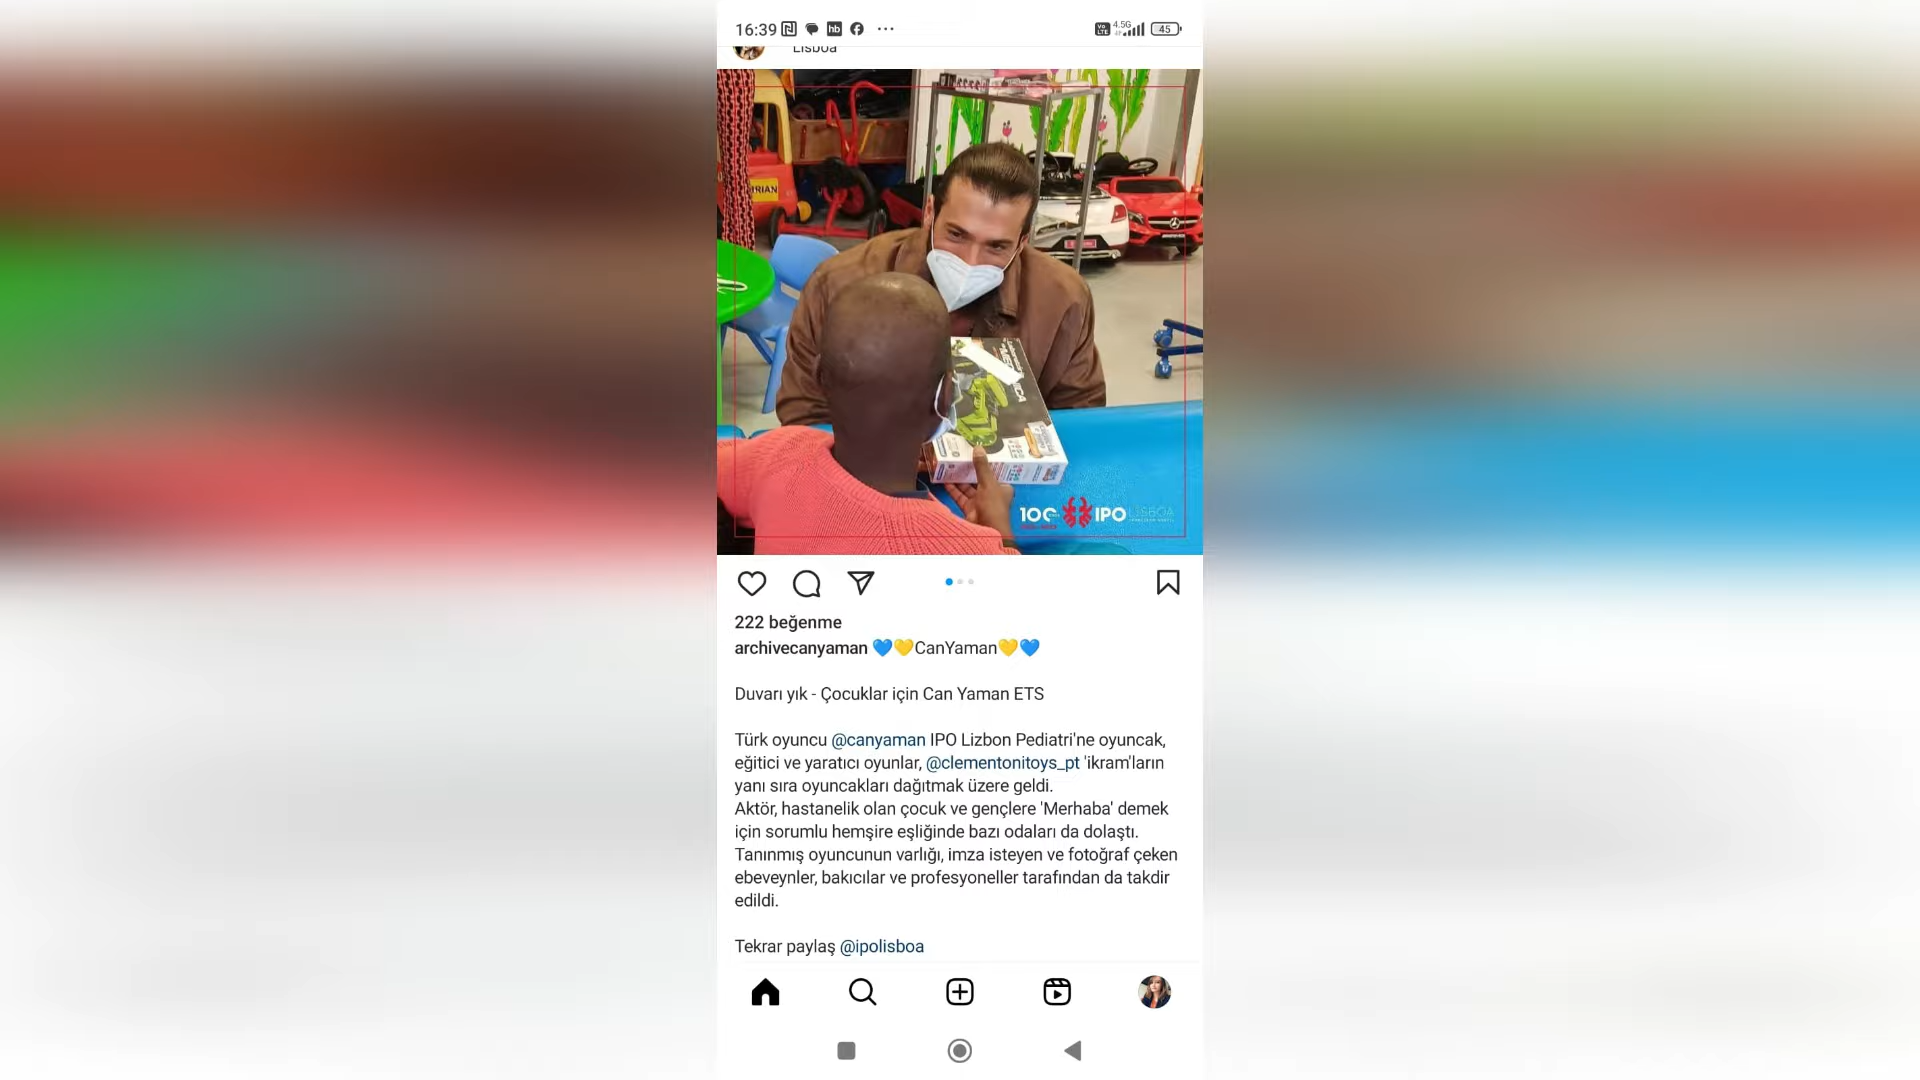 16:39
4.5G
45
Lisboa
100
IPO LISBOA
222 beğenme
archivecanyaman 💙💛CanYaman💛💙
Duvarı yık - Çocuklar için Can Yaman ETS
Türk oyuncu @canyaman IPO Lizbon Pediatri'ne oyuncak,
eğitici ve yaratıcı oyunlar, @clementonitoys_pt 'ikram'ların
yanı sıra oyuncakları dağıtmak üzere geldi.
Aktör, hastanelik olan çocuk ve gençlere 'Merhaba' demek
için sorumlu hemşire eşliğinde bazı odaları da dolaştı.
Tanınmış oyuncunun varlığı, imza isteyen ve fotoğraf çeken
ebeveynler, bakıcılar ve profesyoneller tarafından da takdir
edildi.
Tekrar paylaş @ipolisboa